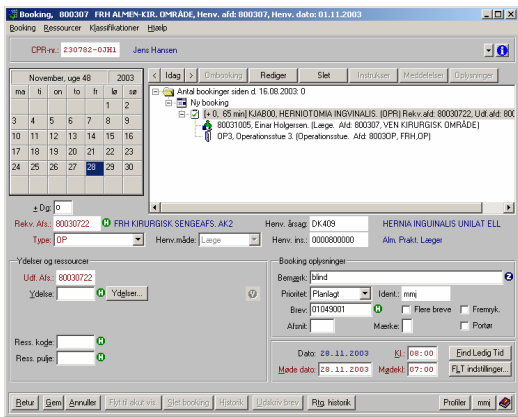 Booking, 800307 FRH ALMEN-KIR. OMRÅDE, Henv. afd: 800307, Henv. dato: 01.11.2003
Booking Ressourcer Klassifikationer Hjælp
CPR-nr.: 230782-0JH1 Jens Hansen
November, uge 48 2003
< Idag > Ombooking Rediger Slet Instrukser Meddelelser Oplysninger
ma ti on to fr lø sø
1 2
3 4 5 6 7 8 9
10 11 12 13 14 15 16
17 18 19 20 21 22 23
24 25 26 27 28 29 30
Antal bookinger siden d. 16.08.2003: 0
Ny booking
[+ 0, 65 min] KJAB00, HERNIOTOMIA INGVINALIS. (OPR) Rekv.afd: 80030722, Udf.afd: 800
80031005, Einar Holgersen. (Læge. Afd: 800307, VEN KIRURGISK OMRÅDE)
OP3, Operationsstue 3. (Operationsstue. Afd: 8003OP, FRH,OP)
± Dg: 0
Rekv. Afs.: 80030722 H FRH KIRURGISK SENGEAFS. AK2 Henv. årsag: DK409 HERNIA INGUINALIS UNILAT ELL
Type: OP Henv.måde: Læge Henv. ins.: 0000800000 Alm. Prakt. Læger
Ydelser og ressourcer
Udf. Afs.: 80030722
Ydelse: H Ydelser...
Ress. kode: H
Ress. pulje: H
Booking oplysninger
Bemærk: blind
Prioritet: Planlagt Ident.: mmj
Brev: 01049001 H Flere breve Fremryk.
Afsnit: Mærke: Portør
Dato: 28.11.2003 Kl.: 08:00 Find Ledig Tid
Møde dato: 28.11.2003 Mødekl: 07:00 FLT indstillinger...
Retur Gem Annuller Flyt til akut vis Slet booking Historik Udskriv brev Rtg. historik Profiler mmj